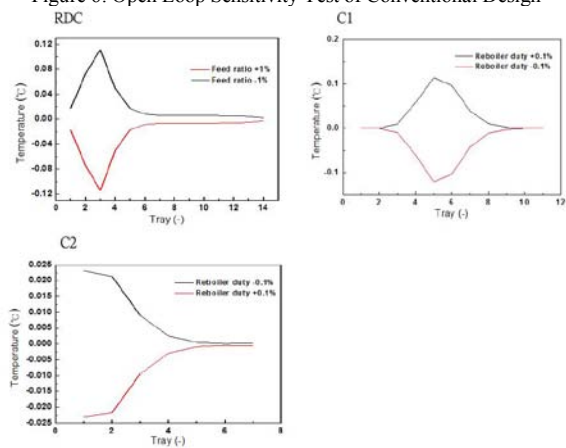 Figure 6. Open Loop Sensitivity Test of Conventional Design
RDC
Feed ratio +1%
Feed ratio -1%
0.12
0.08
0.04
0.00
-0.04
-0.08
-0.12
0 2 4 6 8 10 12 14
Temperature (℃)
Tray (-)
C1
Reboiler duty +0.1%
Reboiler duty -0.1%
0.2
0.1
0.0
0.1
0 2 4 6 8 10 12
Temperature (℃)
Tray (-)
C2
Reboiler duty -0.1%
Reboiler duty +0.1%
0.025
0.020
0.015
0.010
0.005
0.000
-0.005
-0.010
-0.015
-0.020
-0.025
2 4 6 8
Temperature (℃)
Tray (-)